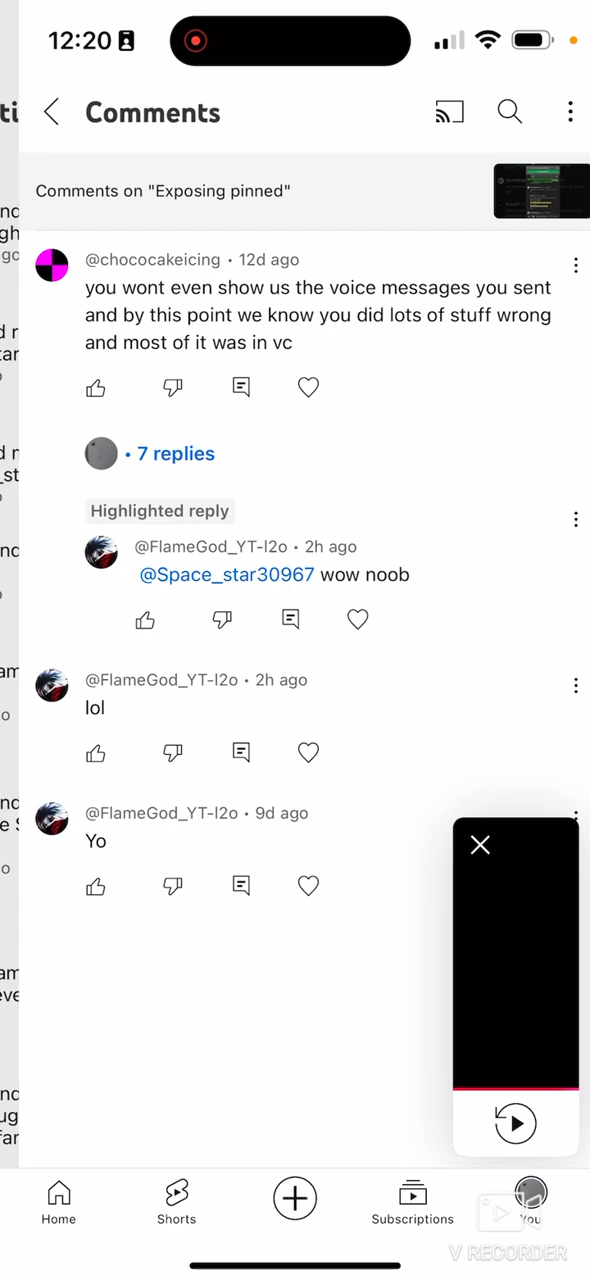 12:20
Comments
Comments on "Exposing pinned"
@chococakeicing • 12d ago
you wont even show us the voice messages you sent
and by this point we know you did lots of stuff wrong
and most of it was in vc
• 7 replies
Highlighted reply
@FlameGod_YT-l2o • 2h ago
@Space_star30967 wow noob
@FlameGod_YT-l2o • 2h ago
lol
@FlameGod_YT-l2o • 9d ago
Yo
Home
Shorts
Subscriptions
You
V RECORDER